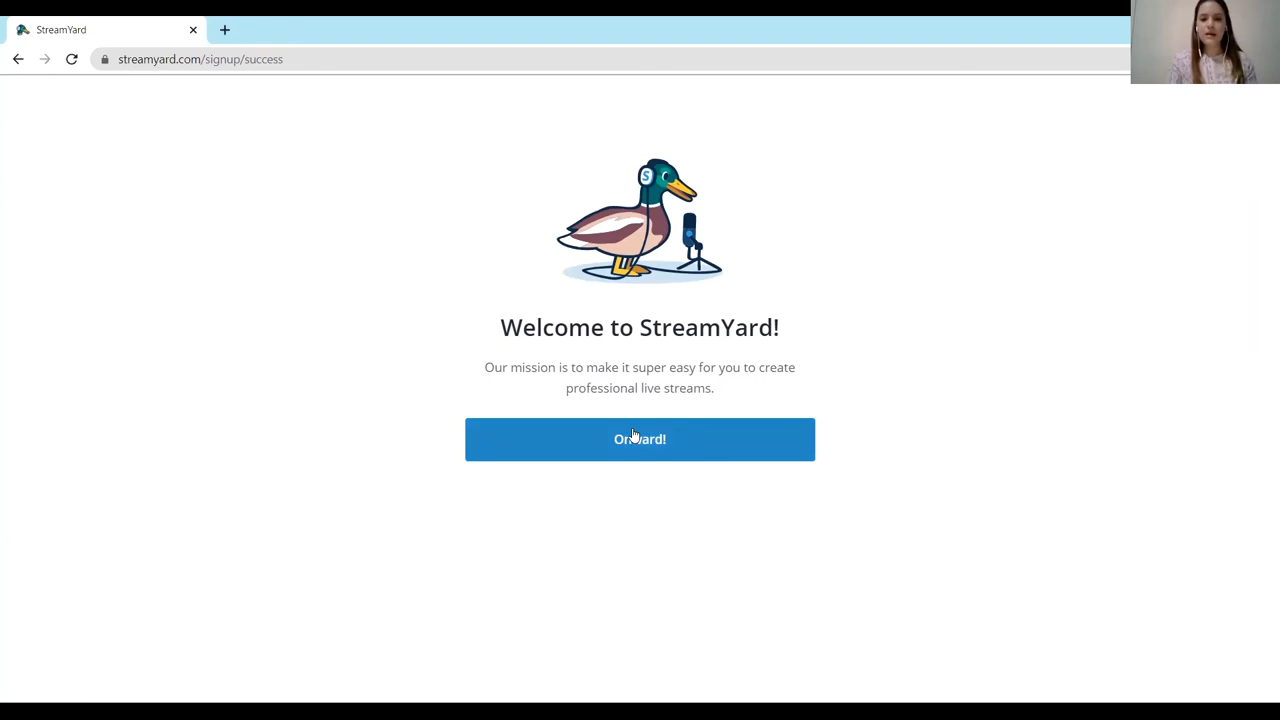 StreamYard
streamyard.com/signup/success
S
Welcome to StreamYard!
Our mission is to make it super easy for you to create
professional live streams.
Onward!